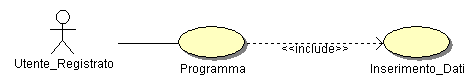 <<include>>
Utente_Registrato
Programma
Inserimento_Dati